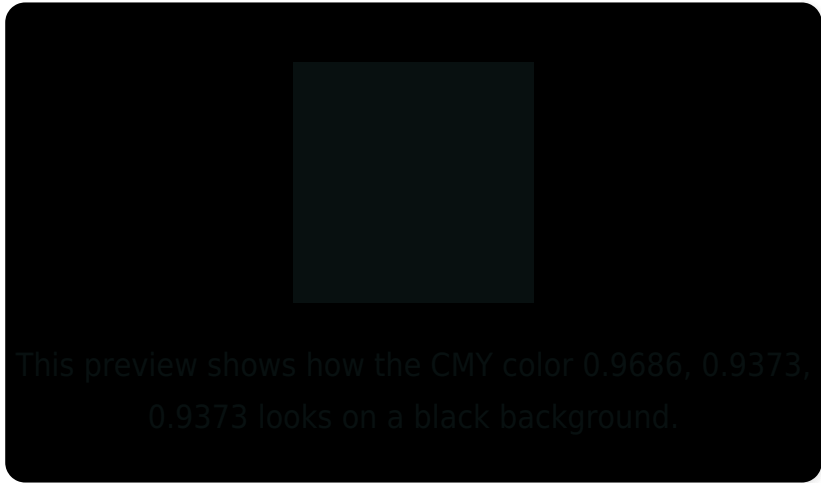 This preview shows how the CMY color 0.9686, 0.9373,
0.9373 looks on a black background.